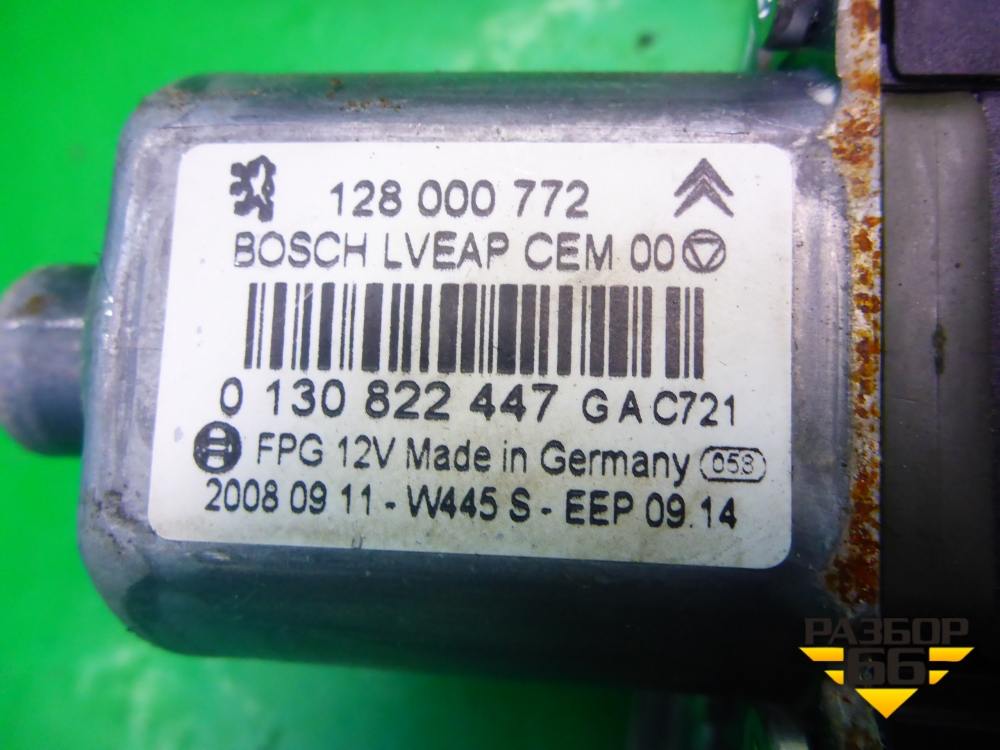 128 000 772
BOSCH LVEAP CEM 00
0 130 822 447 G A C721
FPG 12V Made in Germany 058
2008 09 11 - W445 S - EEP 09.14
РАЗБОР
66